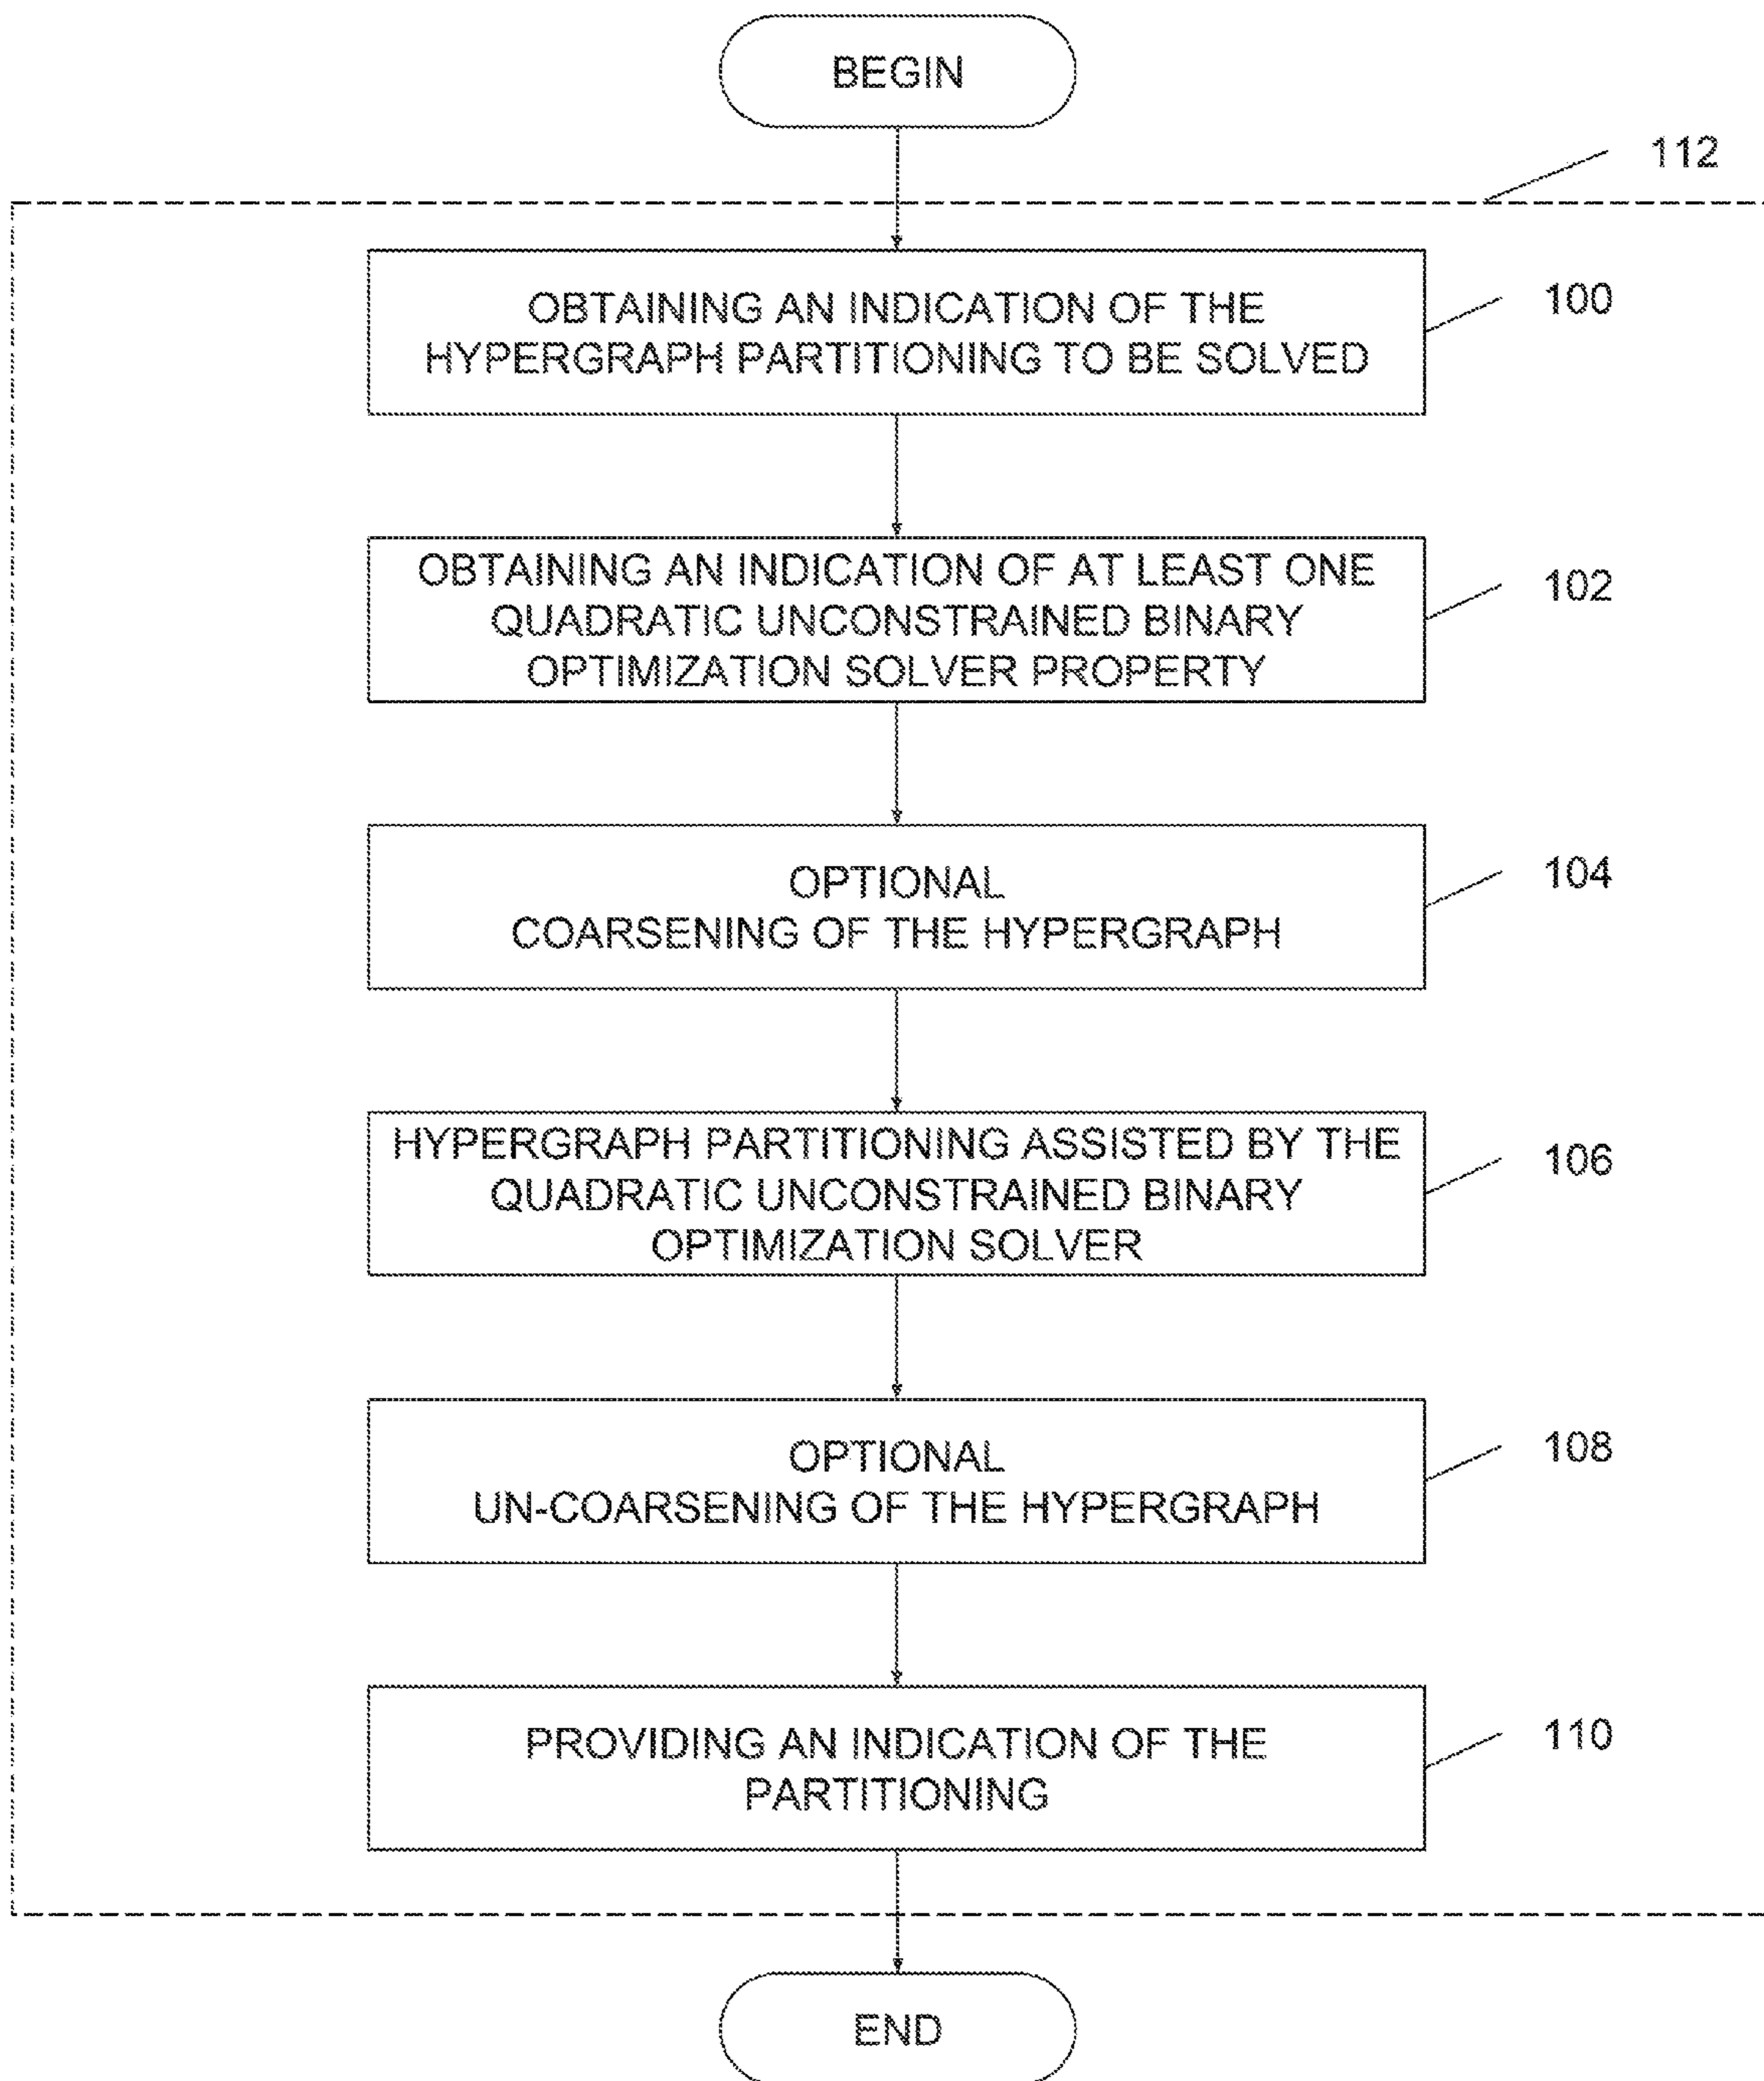 BEGIN
112
OBTAINING AN INDICATION OF THE
HYPERGRAPH PARTITIONING TO BE SOLVED
100
OBTAINING AN INDICATION OF AT LEAST ONE
QUADRATIC UNCONSTRAINED BINARY
OPTIMIZATION SOLVER PROPERTY
102
OPTIONAL
COARSENING OF THE HYPERGRAPH
104
HYPERGRAPH PARTITIONING ASSISTED BY THE
QUADRATIC UNCONSTRAINED BINARY
OPTIMIZATION SOLVER
106
OPTIONAL
UN-COARSENING OF THE HYPERGRAPH
108
PROVIDING AN INDICATION OF THE
PARTITIONING
110
END